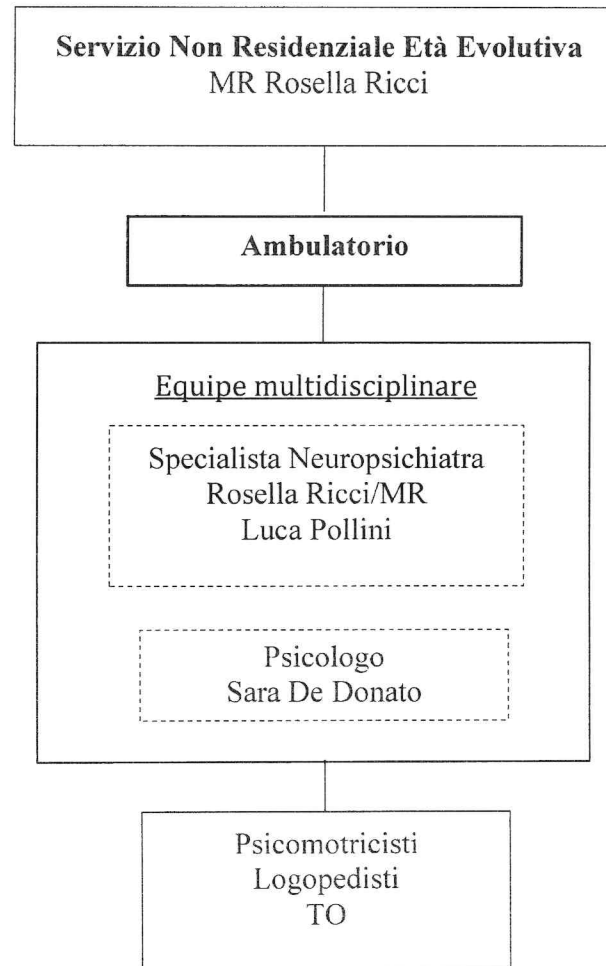 Servizio Non Residenziale Età Evolutiva
MR Rosella Ricci
Ambulatorio
Equipe multidisciplinare
Specialista Neuropsichiatra
Rosella Ricci/MR
Luca Pollini
Psicologo
Sara De Donato
Psicomotricisti
Logopedisti
TO